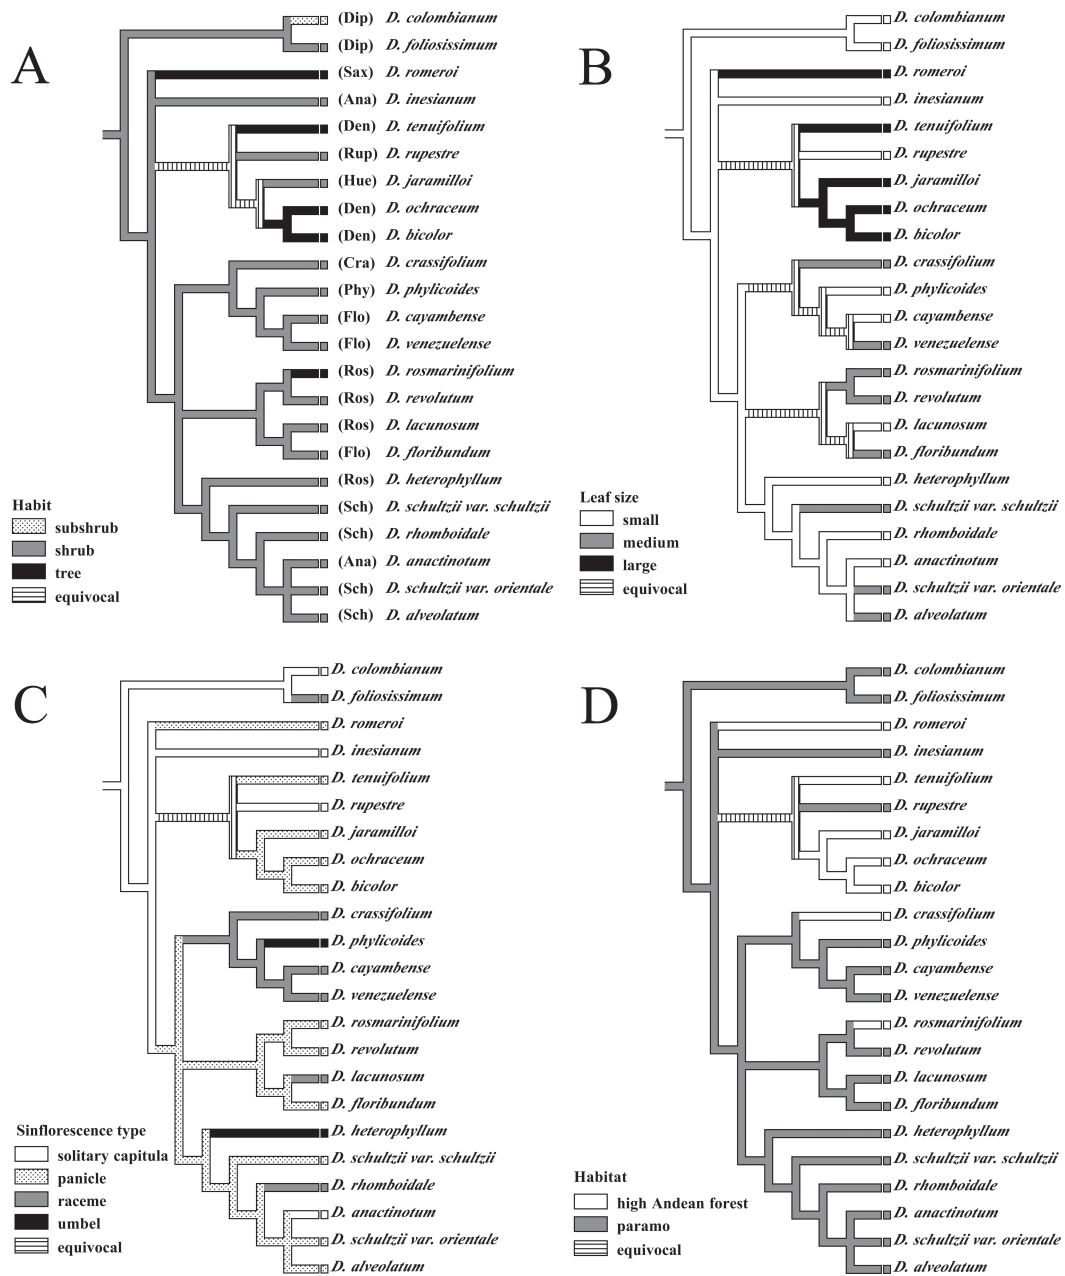 A
(Dip) D. colombianum
(Dip) D. foliosissimum
(Sax) D. romeroi
(Ana) D. inesianum
(Den) D. tenuifolium
(Rup) D. rupestre
(Hue) D. jaramilloi
(Den) D. ochraceum
(Den) D. bicolor
(Cra) D. crassifolium
(Phy) D. phylicoides
(Flo) D. cayambense
(Flo) D. venezuelense
(Ros) D. rosmarinifolium
(Ros) D. revolutum
(Ros) D. lacunosum
(Flo) D. floribundum
(Ros) D. heterophyllum
(Sch) D. schultzii var. schultzii
(Sch) D. rhomboidale
(Ana) D. anactinotum
(Sch) D. schultzii var. orientale
(Sch) D. alveolatum
Habit
subshrub
shrub
tree
equivocal
B
D. colombianum
D. foliosissimum
D. romeroi
D. inesianum
D. tenuifolium
D. rupestre
D. jaramilloi
D. ochraceum
D. bicolor
D. crassifolium
D. phylicoides
D. cayambense
D. venezuelense
D. rosmarinifolium
D. revolutum
D. lacunosum
D. floribundum
D. heterophyllum
D. schultzii var. schultzii
D. rhomboidale
D. anactinotum
D. schultzii var. orientale
D. alveolatum
Leaf size
small
medium
large
equivocal
C
D. colombianum
D. foliosissimum
D. romeroi
D. inesianum
D. tenuifolium
D. rupestre
D. jaramilloi
D. ochraceum
D. bicolor
D. crassifolium
D. phylicoides
D. cayambense
D. venezuelense
D. rosmarinifolium
D. revolutum
D. lacunosum
D. floribundum
D. heterophyllum
D. schultzii var. schultzii
D. rhomboidale
D. anactinotum
D. schultzii var. orientale
D. alveolatum
Sinflorescence type
solitary capitula
panicle
raceme
umbel
equivocal
D
D. colombianum
D. foliosissimum
D. romeroi
D. inesianum
D. tenuifolium
D. rupestre
D. jaramilloi
D. ochraceum
D. bicolor
D. crassifolium
D. phylicoides
D. cayambense
D. venezuelense
D. rosmarinifolium
D. revolutum
D. lacunosum
D. floribundum
D. heterophyllum
D. schultzii var. schultzii
D. rhomboidale
D. anactinotum
D. schultzii var. orientale
D. alveolatum
Habitat
high Andean forest
paramo
equivocal